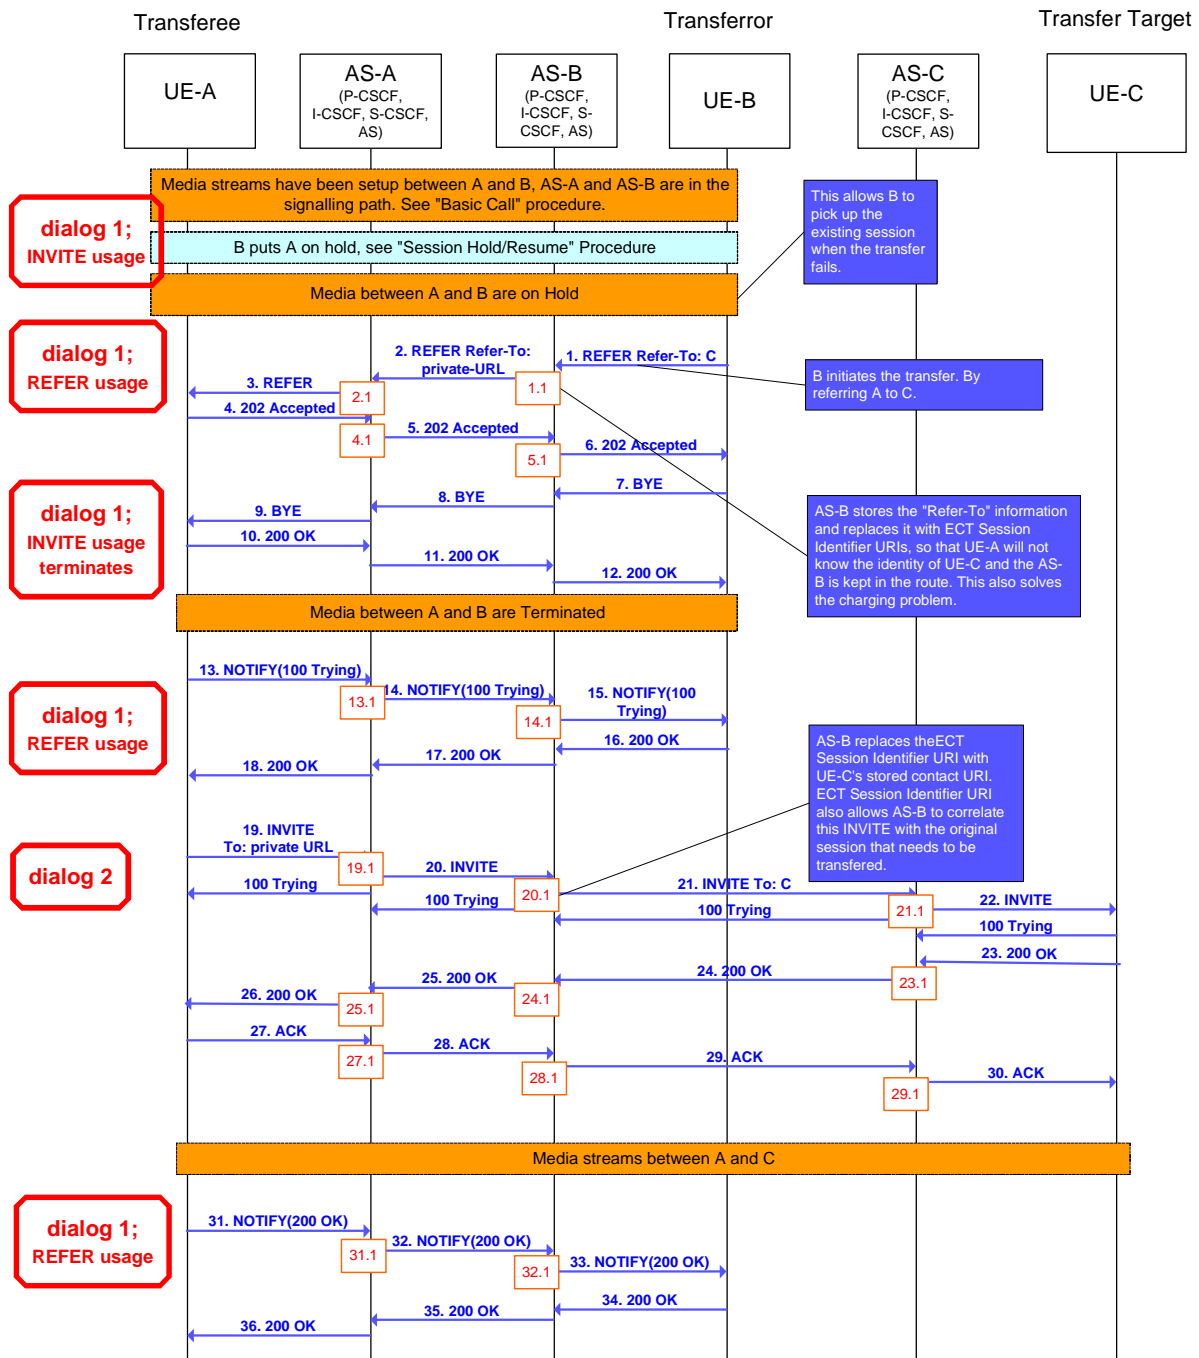 Transferee
Transferror
Transfer Target
UE-A
AS-A
(P-CSCF,
I-CSCF, S-CSCF,
AS)
AS-B
(P-CSCF,
I-CSCF, S-
CSCF, AS)
UE-B
AS-C
(P-CSCF,
I-CSCF, S-
CSCF, AS)
UE-C
Media streams have been setup between A and B, AS-A and AS-B are in the
signalling path. See "Basic Call" procedure.
This allows B to
pick up the
existing session
when the transfer
fails.
dialog 1;
INVITE usage
B puts A on hold, see "Session Hold/Resume" Procedure
Media between A and B are on Hold
dialog 1;
REFER usage
1. REFER Refer-To: C
2. REFER Refer-To:
private-URL
1.1
3. REFER
2.1
B initiates the transfer. By
referring A to C.
4. 202 Accepted
4.1
5. 202 Accepted
5.1
6. 202 Accepted
dialog 1;
INVITE usage
terminates
7. BYE
8. BYE
9. BYE
10. 200 OK
11. 200 OK
12. 200 OK
AS-B stores the "Refer-To" information
and replaces it with ECT Session
Identifier URIs, so that UE-A will not
know the identity of UE-C and the AS-
B is kept in the route. This also solves
the charging problem.
Media between A and B are Terminated
dialog 1;
REFER usage
13. NOTIFY(100 Trying)
13.1
14. NOTIFY(100 Trying)
14.1
15. NOTIFY(100
Trying)
16. 200 OK
17. 200 OK
18. 200 OK
AS-B replaces theECT
Session Identifier URI with
UE-C's stored contact URI.
ECT Session Identifier URI
also allows AS-B to correlate
this INVITE with the original
session that needs to be
transfered.
dialog 2
19. INVITE
To: private URL
19.1
20. INVITE
100 Trying
20.1
100 Trying
21. INVITE To: C
100 Trying
21.1
22. INVITE
100 Trying
23. 200 OK
23.1
24. 200 OK
24.1
25. 200 OK
25.1
26. 200 OK
27. ACK
27.1
28. ACK
28.1
29. ACK
29.1
30. ACK
Media streams between A and C
dialog 1;
REFER usage
31. NOTIFY(200 OK)
31.1
32. NOTIFY(200 OK)
32.1
33. NOTIFY(200 OK)
34. 200 OK
35. 200 OK
36. 200 OK